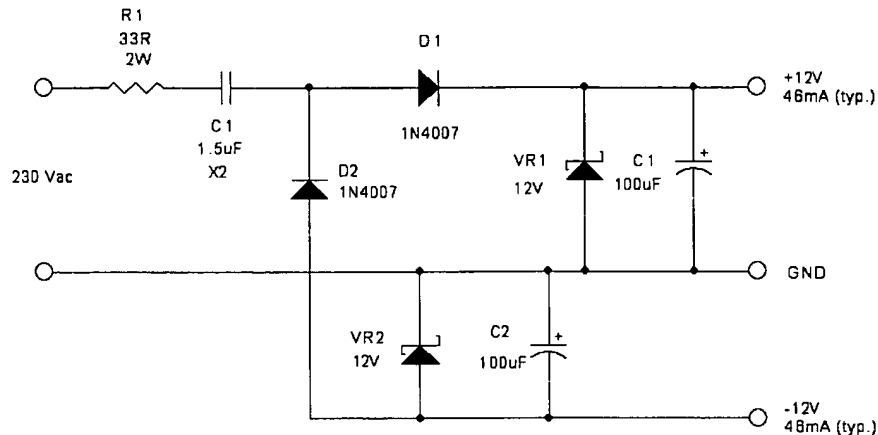 R1
33R
2W
D1
+12V
46mA (typ.)
C1
1.5uF
X2
1N4007
VR1
12V
C1
100uF
+
230 Vac
D2
1N4007
GND
VR2
12V
C2
100uF
+
-12V
46mA (typ.)